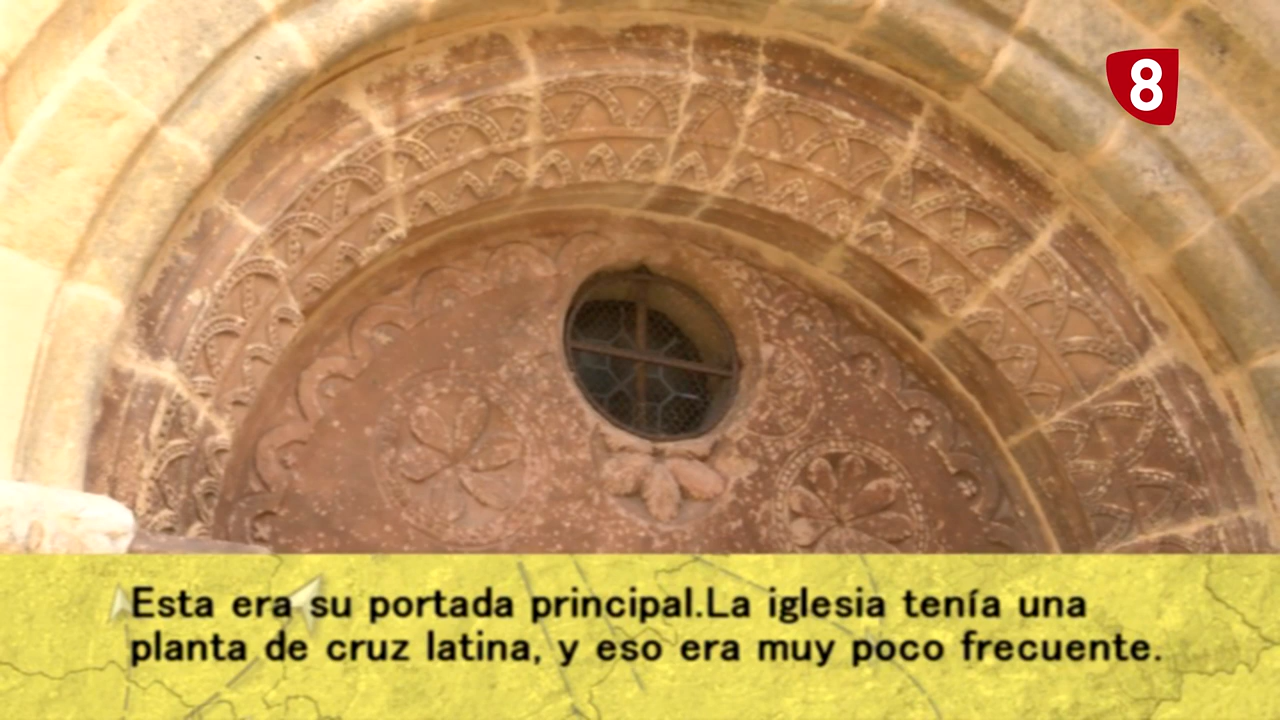 8
Esta era su portada principal.La iglesia tenía una
planta de cruz latina, y eso era muy poco frecuente.